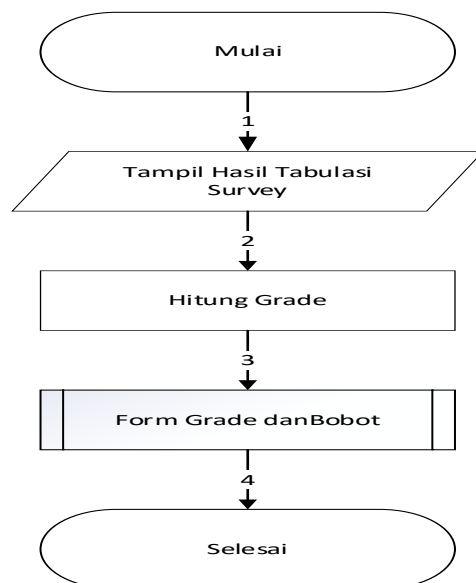 Mulai
1
Tampil Hasil Tabulasi
Survey
2
Hitung Grade
3
Form Grade danBobot
4
Selesai